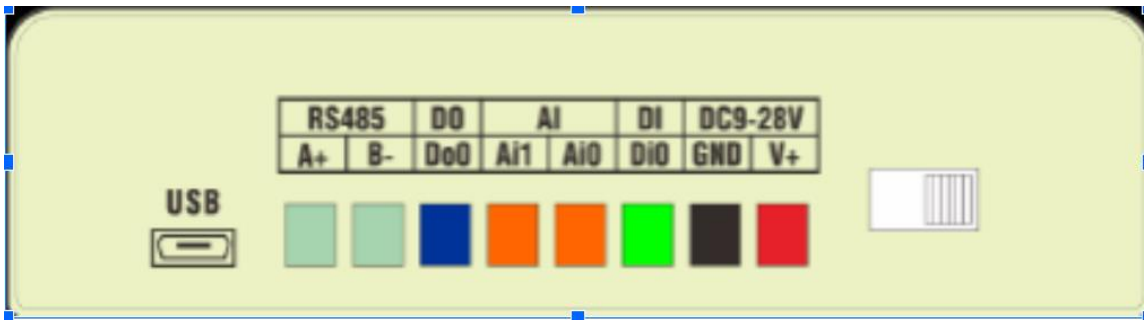 RS485 DO AI DI DC9-28V
A+ B- Do0 Ai1 Ai0 Di0 GND V+
USB